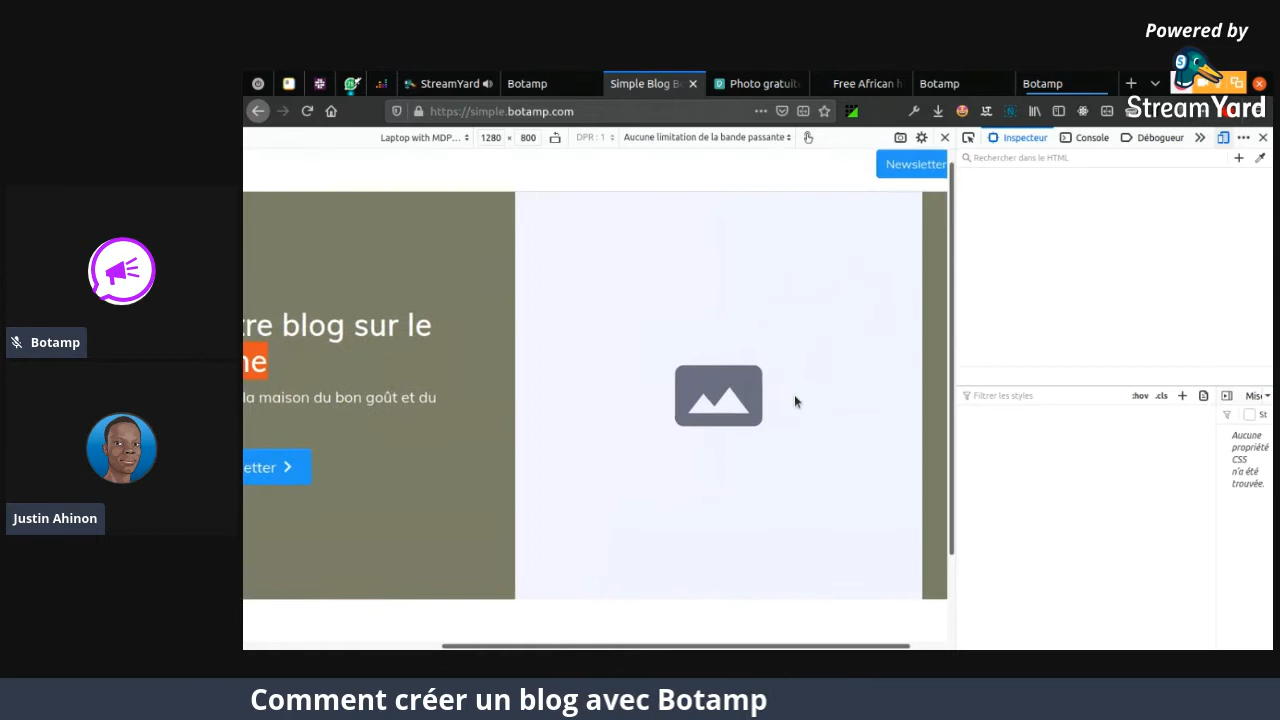 Powered by
StreamYard
StreamYard
Botamp
Simple Blog B
Photo gratuite
Free African h
Botamp
Botamp
https://simple.botamp.com
Laptop with MDP...
1280 × 800
DPR : 1
Aucune limitation de la bande passante
Inspecteur
Console
Débogueur
Rechercher dans le HTML
Newsletter
tre blog sur le
ne
la maison du bon goût et du
etter
Filtrer les styles
:hov
.cls
Mis
St
Aucune
propriété
CSS
n'a été
trouvée.
Botamp
Justin Ahinon
Comment créer un blog avec Botamp